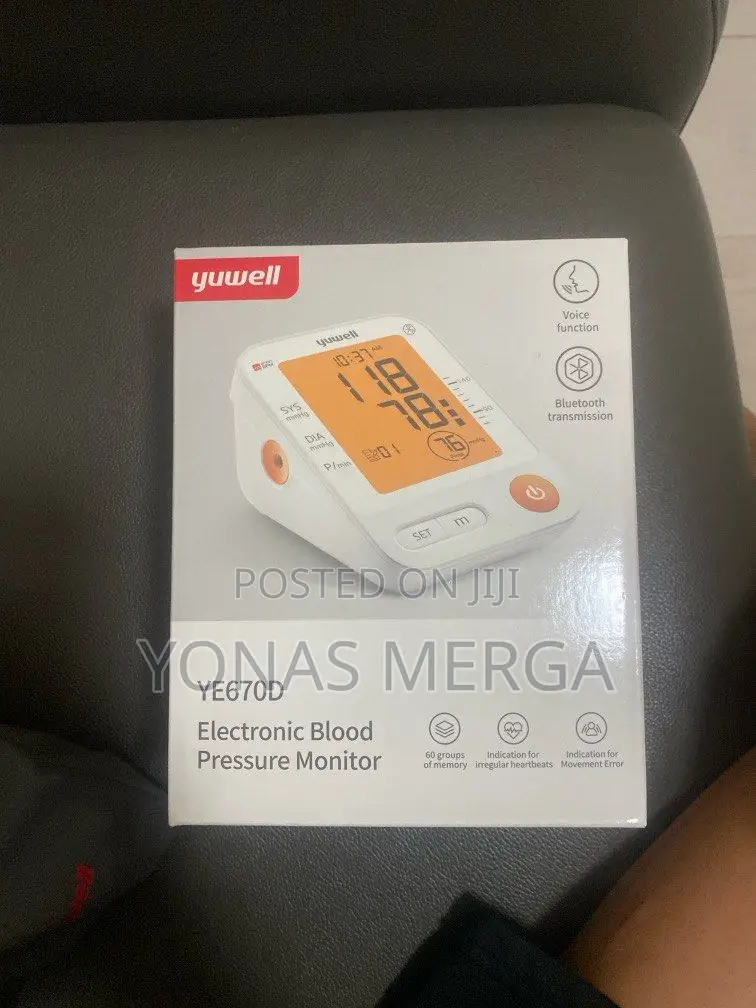 yuwell
Voice
function
Bluetooth
transmission
yuwell
10:37 AM
118
78
SYS
mmHg
DIA
mmHg
P/min
01
76
SET
m
POSTED ON JIJI
YONAS MERGA
YE670D
Electronic Blood
Pressure Monitor
60 groups
of memory
Indication for
irregular heartbeats
Indication for
Movement Error